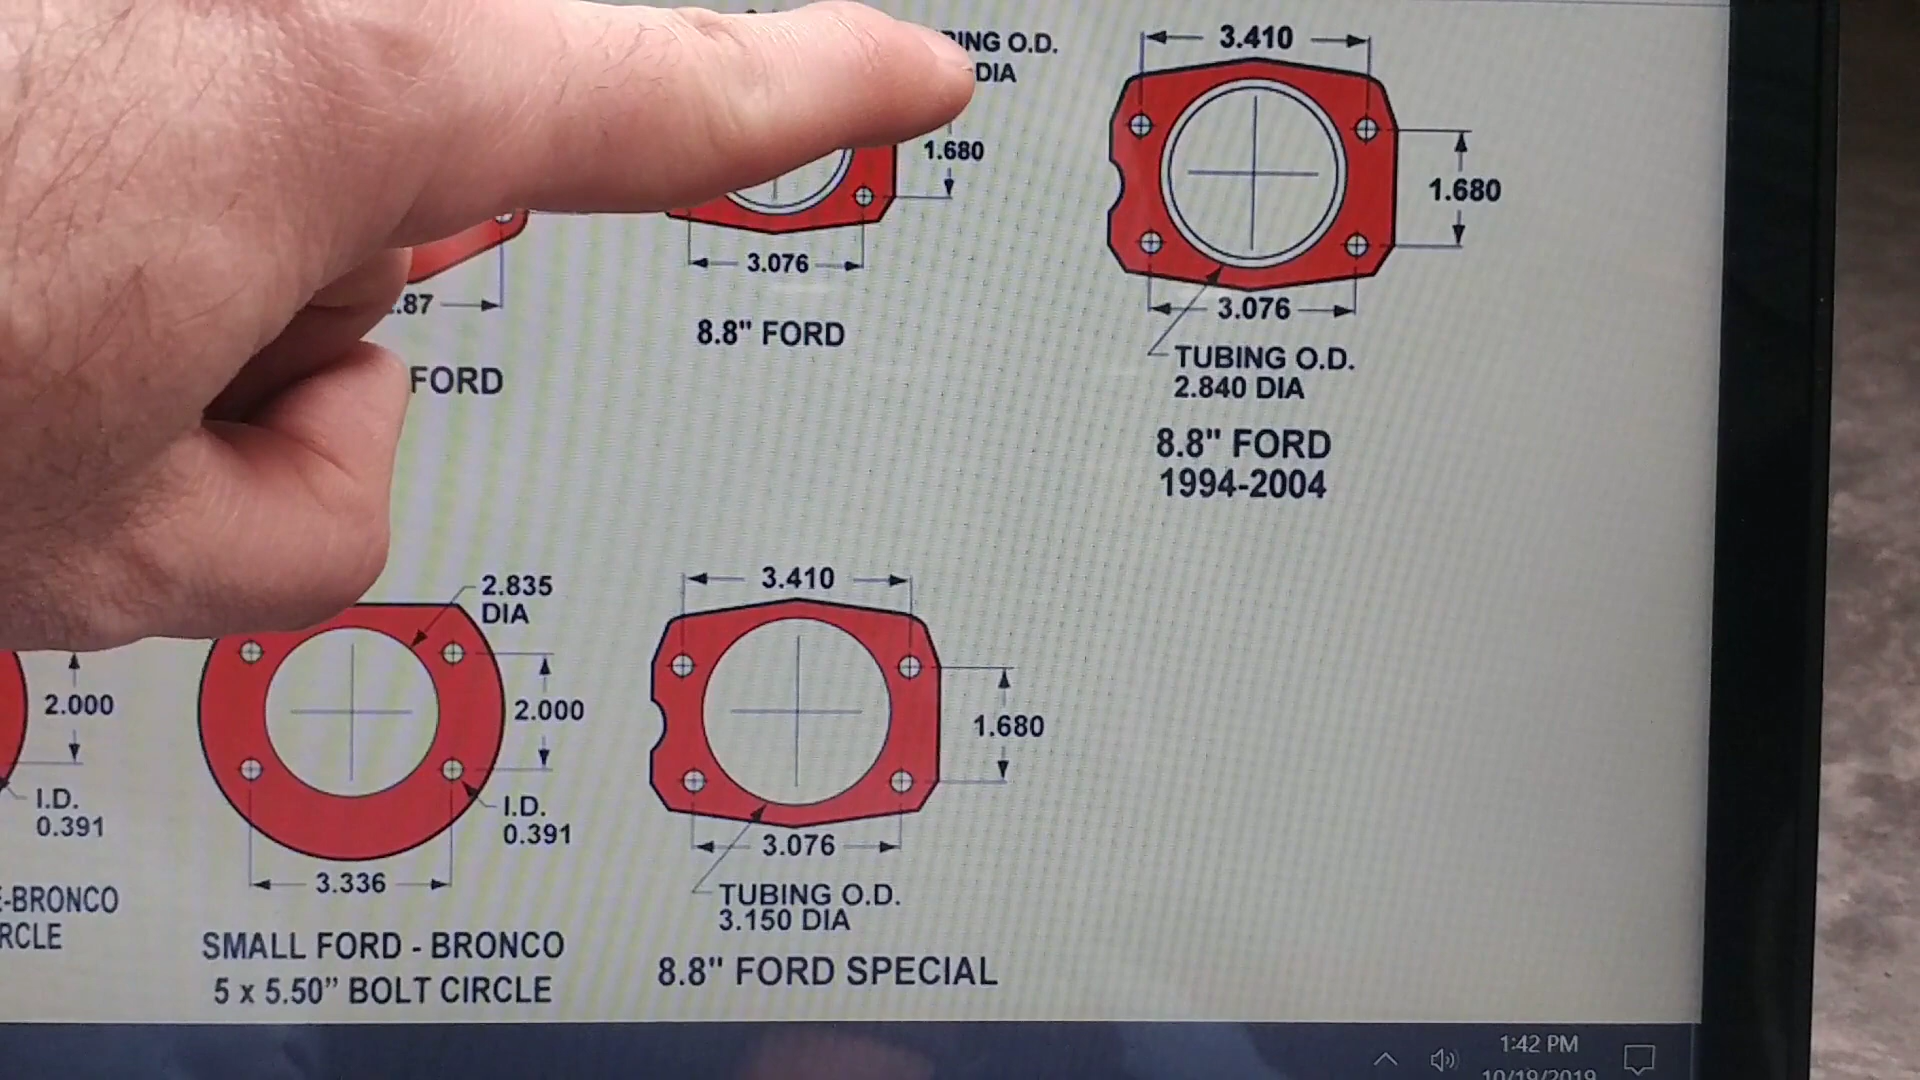 O.D.
DIA
3.410
1.680
1.680
3.076
3.076
.87
8.8" FORD
TUBING O.D.
2.840 DIA
FORD
8.8" FORD
1994-2004
2.835
DIA
3.410
2.000
2.000
1.680
I.D.
0.391
I.D.
0.391
3.336
3.076
TUBING O.D.
3.150 DIA
-BRONCO
SMALL FORD - BRONCO
5 x 5.50” BOLT CIRCLE
8.8" FORD SPECIAL
1:42 PM
10/19/2019